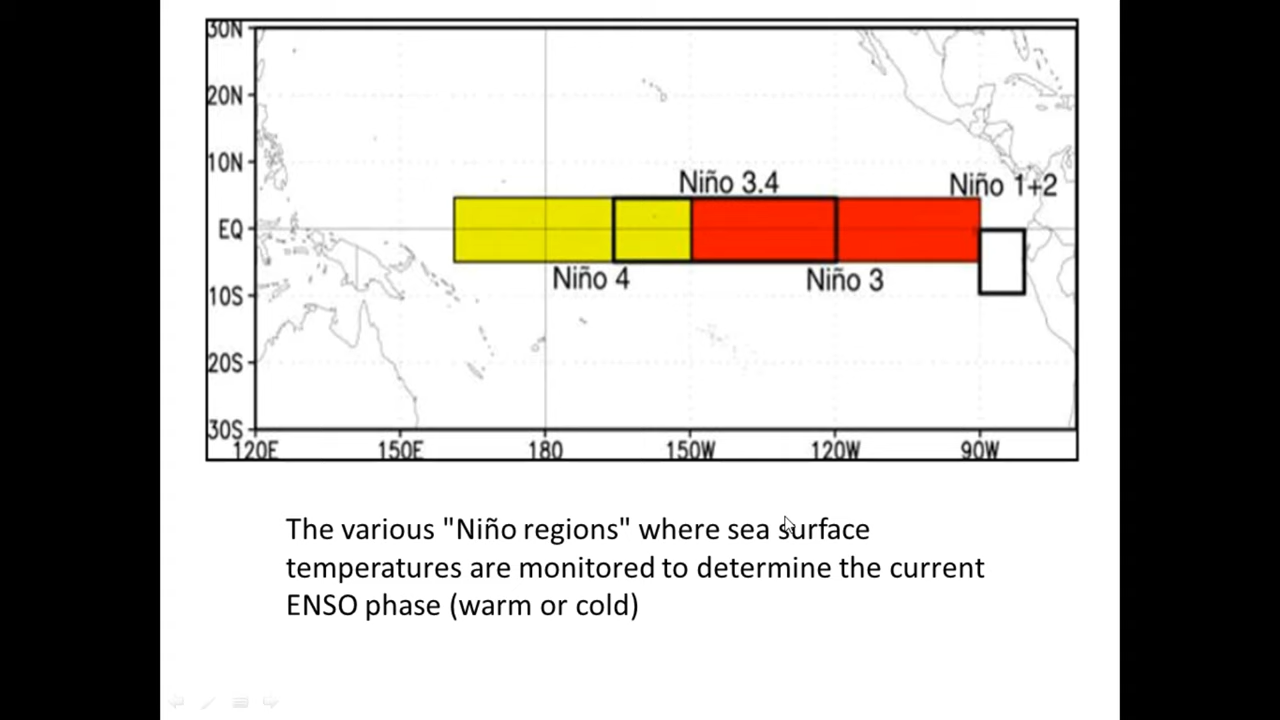 30N
20N
10N
Niño 3.4
Niño 1+2
EQ
Niño 4
Niño 3
10S
20S
30S
120E 150E 180 150W 120W 90W
The various "Niño regions" where sea surface
temperatures are monitored to determine the current
ENSO phase (warm or cold)